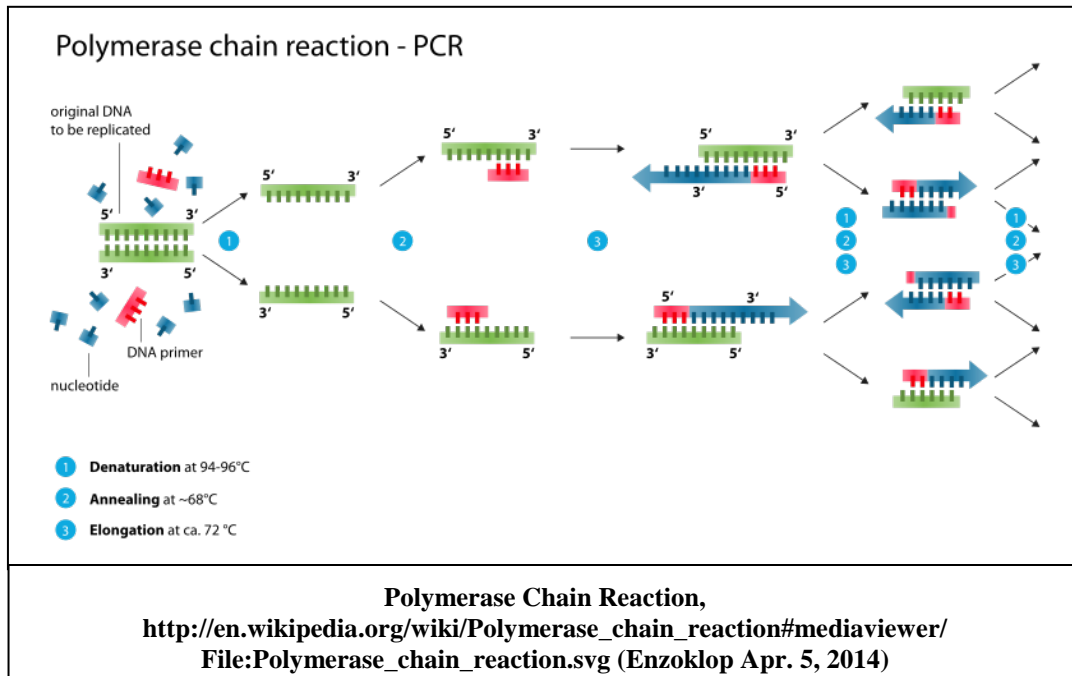 Polymerase chain reaction - PCR
original DNA
to be replicated
5' 3'
3' 5'
DNA primer
nucleotide
1
5' 3'
3' 5'
2
5' 3'
3' 5'
3
5' 3'
3' 5'
5' 3'
3' 5'
1
2
3
1
2
3
1 Denaturation at 94-96°C
2 Annealing at ~68°C
3 Elongation at ca. 72 °C
Polymerase Chain Reaction,
http://en.wikipedia.org/wiki/Polymerase_chain_reaction#mediaviewer/
File:Polymerase_chain_reaction.svg (Enzoklop Apr. 5, 2014)